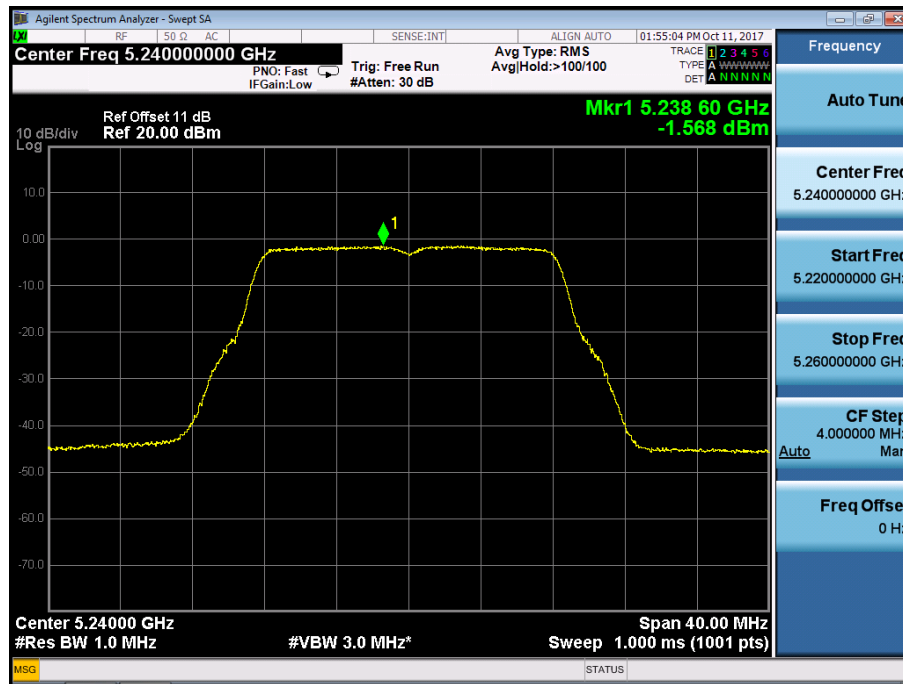 Agilent Spectrum Analyzer - Swept SA
LXI RF 50 Ω AC SENSE:INT ALIGN AUTO 01:55:04 PM Oct 11, 2017
Center Freq 5.240000000 GHz
PNO: Fast
IFGain:Low
Trig: Free Run
#Atten: 30 dB
Avg Type: RMS
Avg|Hold:>100/100
TRACE 1 2 3 4 5 6
TYPE A WWWWW
DET A N N N N N
Mkr1 5.238 60 GHz
-1.568 dBm
Ref Offset 11 dB
Ref 20.00 dBm
10 dB/div
Log
10.0
0.00
-10.0
-20.0
-30.0
-40.0
-50.0
-60.0
-70.0
1
Center 5.24000 GHz
Span 40.00 MHz
#Res BW 1.0 MHz
#VBW 3.0 MHz*
Sweep 1.000 ms (1001 pts)
MSG
STATUS
Frequency
Auto Tune
Center Freq
5.240000000 GHz
Start Freq
5.220000000 GHz
Stop Freq
5.260000000 GHz
CF Step
4.000000 MHz
Auto Man
Freq Offset
0 Hz